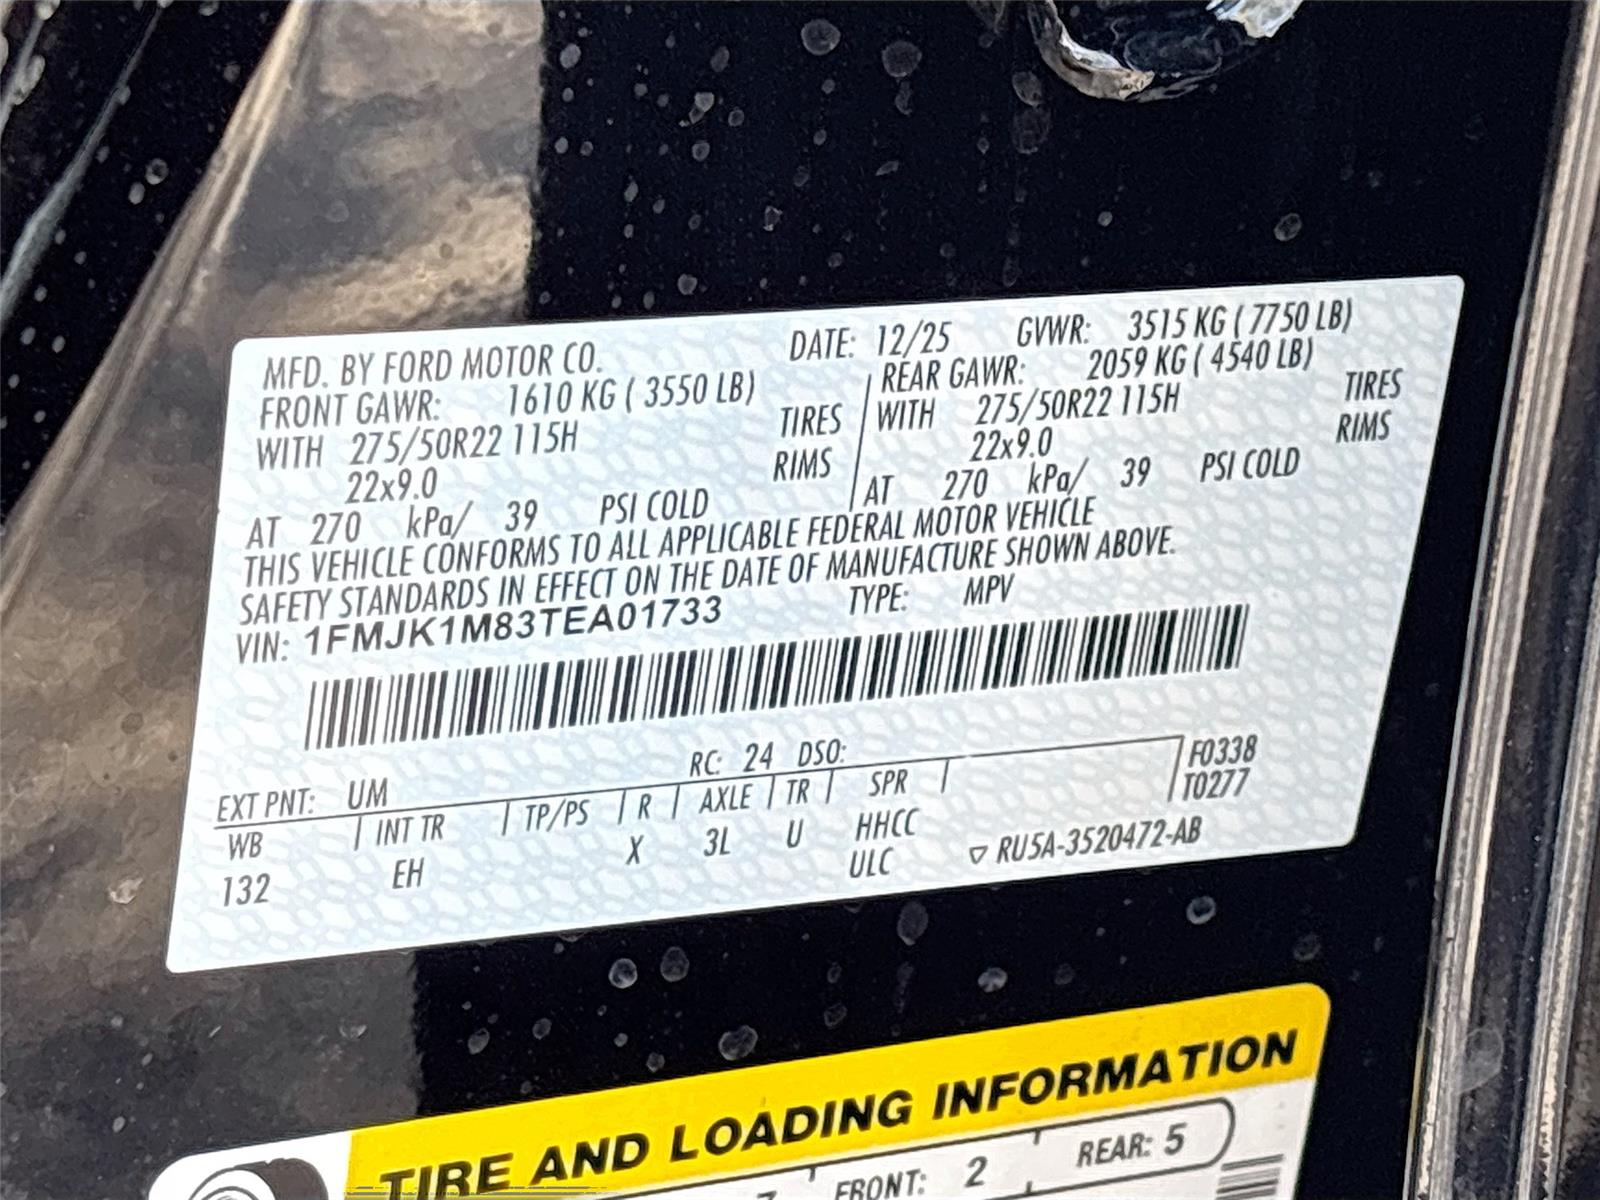 MFD. BY FORD MOTOR CO. DATE: 12/25 GVWR: 3515 KG ( 7750 LB)
FRONT GAWR: 1610 KG ( 3550 LB) REAR GAWR: 2059 KG ( 4540 LB)
WITH 275/50R22 115H TIRES WITH 275/50R22 115H TIRES
22x9.0 RIMS 22x9.0 RIMS
AT 270 kPa/ 39 PSI COLD AT 270 kPa/ 39 PSI COLD
THIS VEHICLE CONFORMS TO ALL APPLICABLE FEDERAL MOTOR VEHICLE
SAFETY STANDARDS IN EFFECT ON THE DATE OF MANUFACTURE SHOWN ABOVE.
VIN: 1FMJK1M83TEA01733 TYPE: MPV
RC: 24 DSO: F0338
EXT PNT: UM T0277
WB INT TR TP/PS R AXLE TR SPR
132 EH X 3L U HHCC
ULC ▽ RU5A-3520472-AB
TIRE AND LOADING INFORMATION
FRONT: 2 REAR: 5